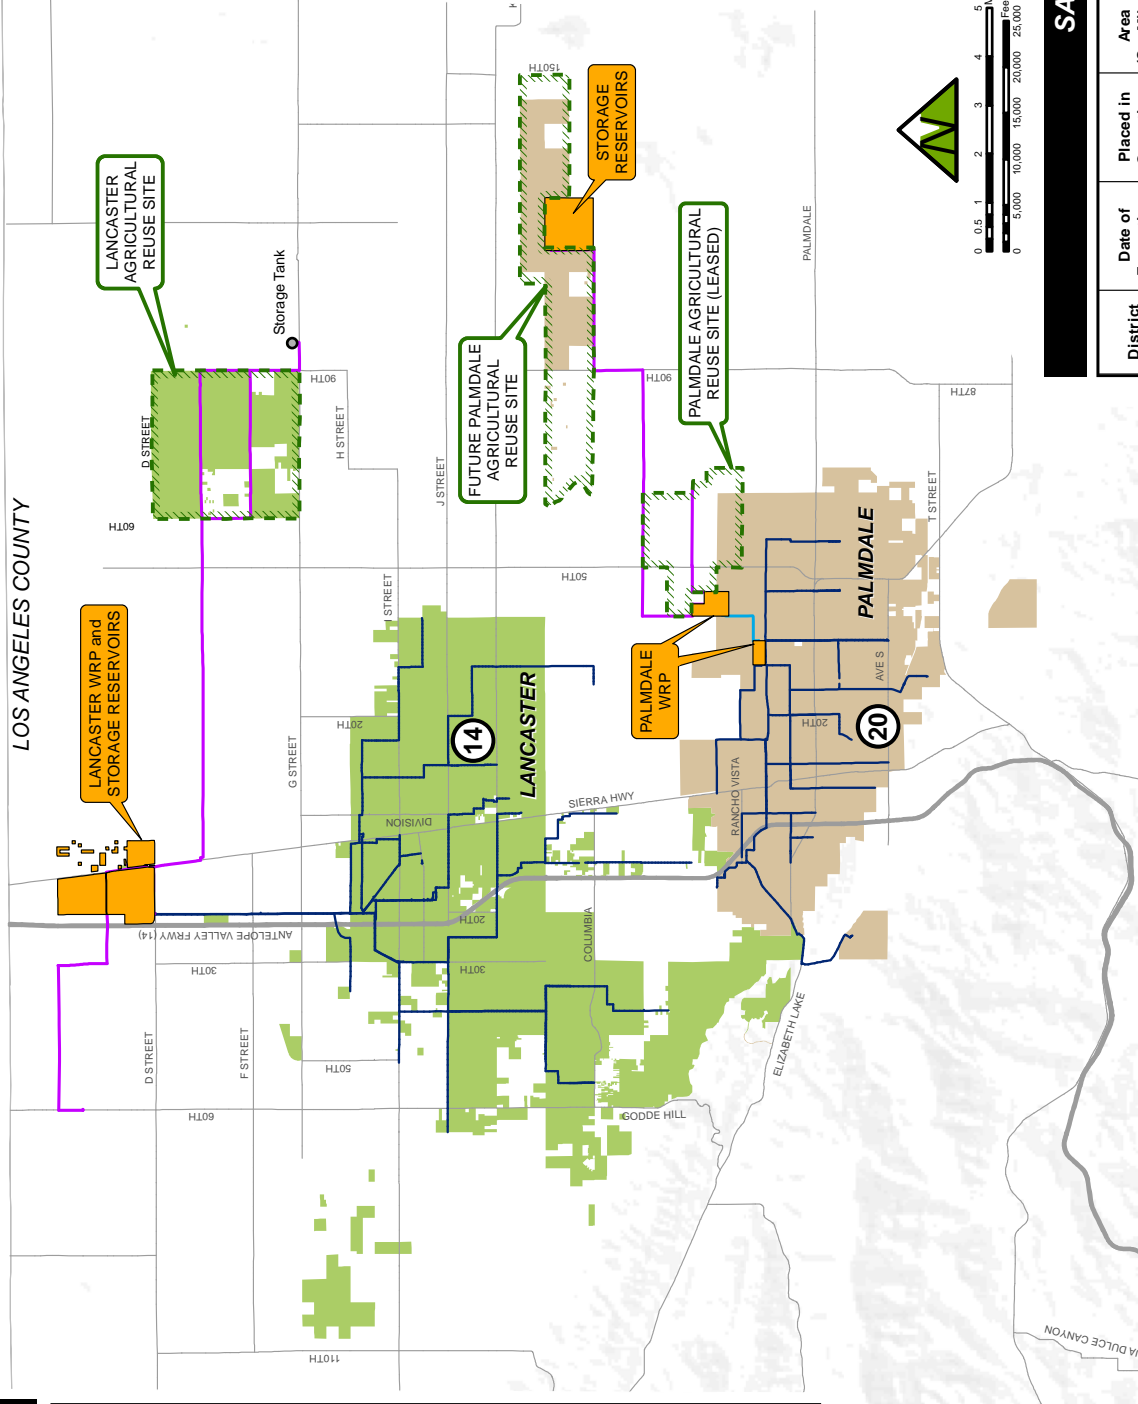 LOS ANGELES COUNTY
LANCASTER WRP and
STORAGE RESERVOIRS
LANCASTER
AGRICULTURAL
REUSE SITE
Storage Tank
D STREET
60TH
90TH
H STREET
J STREET
I STREET
G STREET
20TH
50TH
FUTURE PALMDALE
AGRICULTURAL
REUSE SITE
150TH
STORAGE
RESERVOIRS
PALMDALE AGRICULTURAL
REUSE SITE (LEASED)
90TH
PALMDALE
87TH
T STREET
PALMDALE
WRP
PALMDALE
AVE S
20TH
20
14
LANCASTER
DIVISION
SIERRA HWY
RANCHO VISTA
ANTELOPE VALLEY FRWY (14)
20TH
30TH
30TH
COLUMBIA
D STREET
F STREET
50TH
60TH
GODDE HILL
ELIZABETH LAKE
110TH
N
0 0.5 1 2 3 4 5
0 5,000 10,000 15,000 20,000 25,000
SA
District
Date of
Placed in
Area
DULCE CANYON